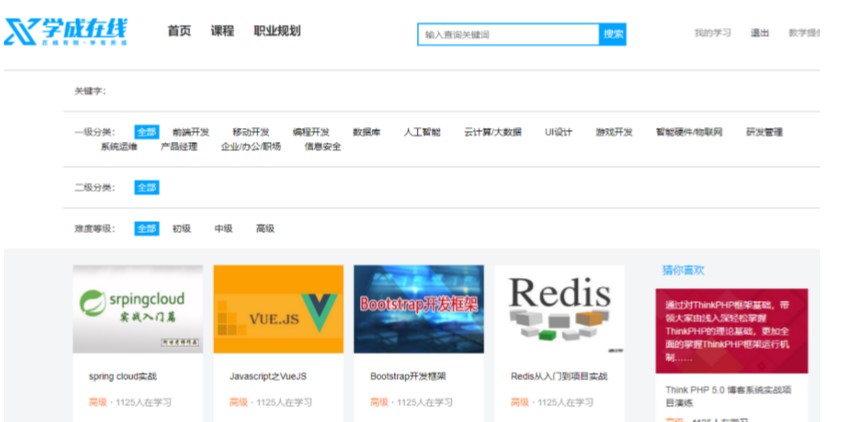 学成在线
首页 课程 职业规划
输入查询关键词 搜索
我的学习 退出
关键字：
一级分类： 全部 前端开发 移动开发 编程开发 数据库 人工智能 云计算/大数据 UI设计 游戏开发 智能硬件/物联网 研发管理
系统运维 产品经理 企业/办公/职场 信息安全
二级分类： 全部
难度等级： 全部 初级 中级 高级
猜你喜欢
srpingcloud
实战入门篇
VUE.JS
Bootstrap开发框架
Redis
通过对ThinkPHP框架基础，带
领大家由浅入深轻松掌握
ThinkPHP的理论基础，更加全
面的掌握ThinkPHP框架运行机
制......
spring cloud实战
Javascript之VueJS
Bootstrap开发框架
Redis从入门到项目实战
高级 · 1125人在学习
高级 · 1125人在学习
高级 · 1125人在学习
高级 · 1125人在学习
Think PHP 5.0 博客系统实战项
目演练